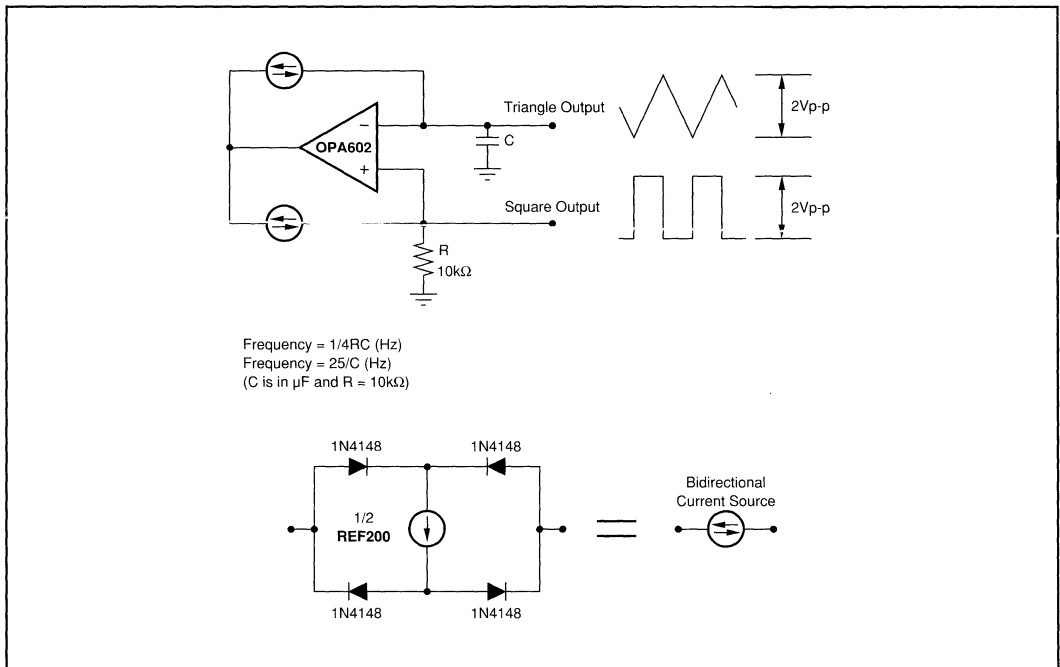 Triangle Output
2Vp-p
−
OPA602
+
C
Square Output
2Vp-p
R
10kΩ
Frequency = 1/4RC (Hz)
Frequency = 25/C (Hz)
(C is in µF and R = 10kΩ)
1N4148
1N4148
Bidirectional
Current Source
1/2
REF200
1N4148
1N4148